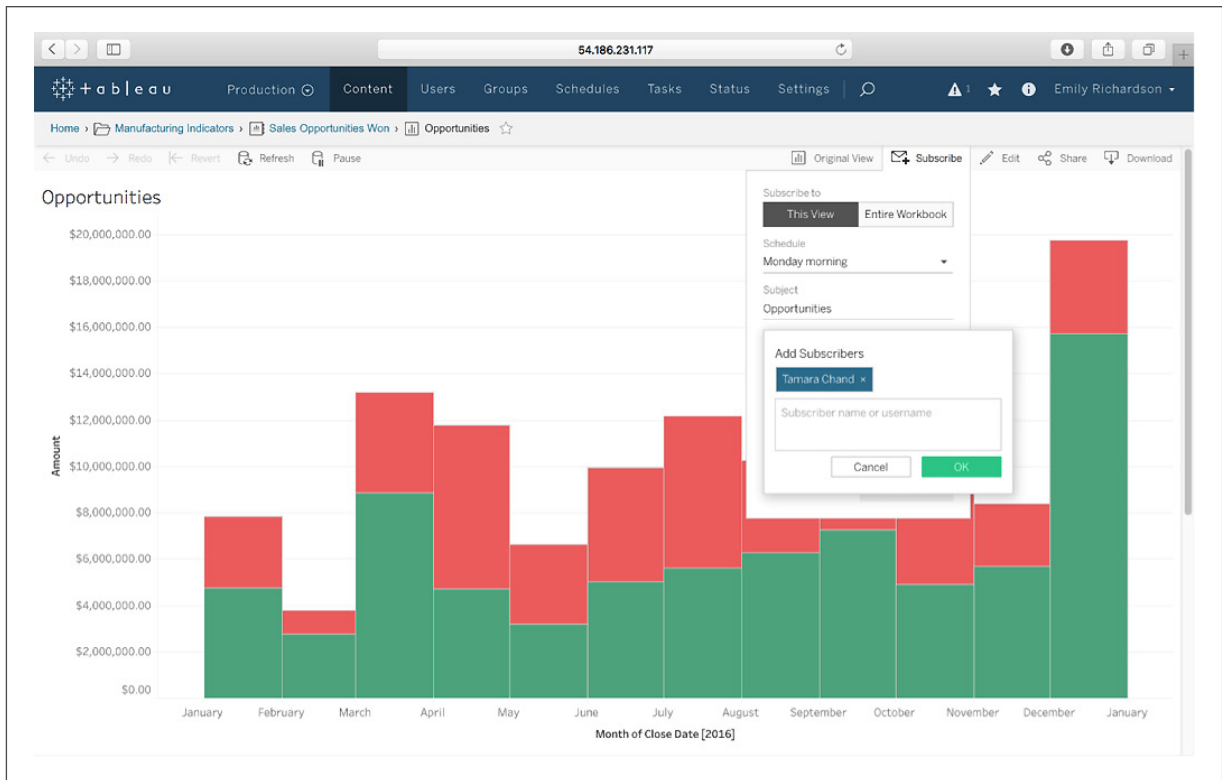 54.186.231.117
+ableau Production Content Users Groups Schedules Tasks Status Settings 1 Emily Richardson
Home › Manufacturing Indicators › Sales Opportunities Won › Opportunities
Undo Redo Revert Refresh Pause Original View Subscribe Edit Share Download
Opportunities
Subscribe to
This View Entire Workbook
Schedule
Monday morning
Subject
Opportunities
Add Subscribers
Tamara Chand ×
Subscriber name or username
Cancel OK
$20,000,000.00
$18,000,000.00
$16,000,000.00
$14,000,000.00
$12,000,000.00
$10,000,000.00
$8,000,000.00
$6,000,000.00
$4,000,000.00
$2,000,000.00
$0.00
Amount
January February March April May June July August September October November December January
Month of Close Date [2016]